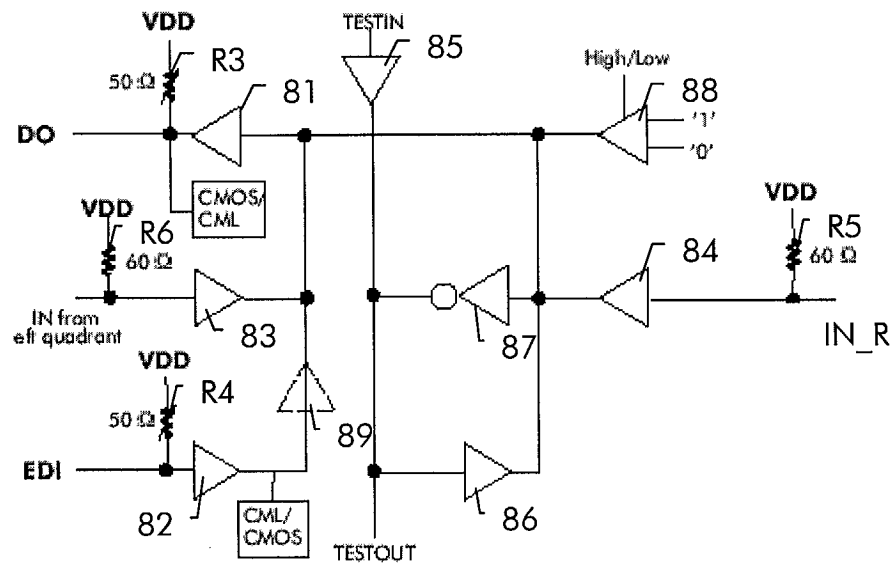 VDD
R3
50 Ω
81
DO
CMOS/
CML
TESTIN
85
High/Low
88
'1'
'0'
VDD
R6
60 Ω
IN from
eft quadrant
83
VDD
R5
60 Ω
84
IN_R
87
VDD
R4
50 Ω
EDI
82
89
CML/
CMOS
86
TESTOUT